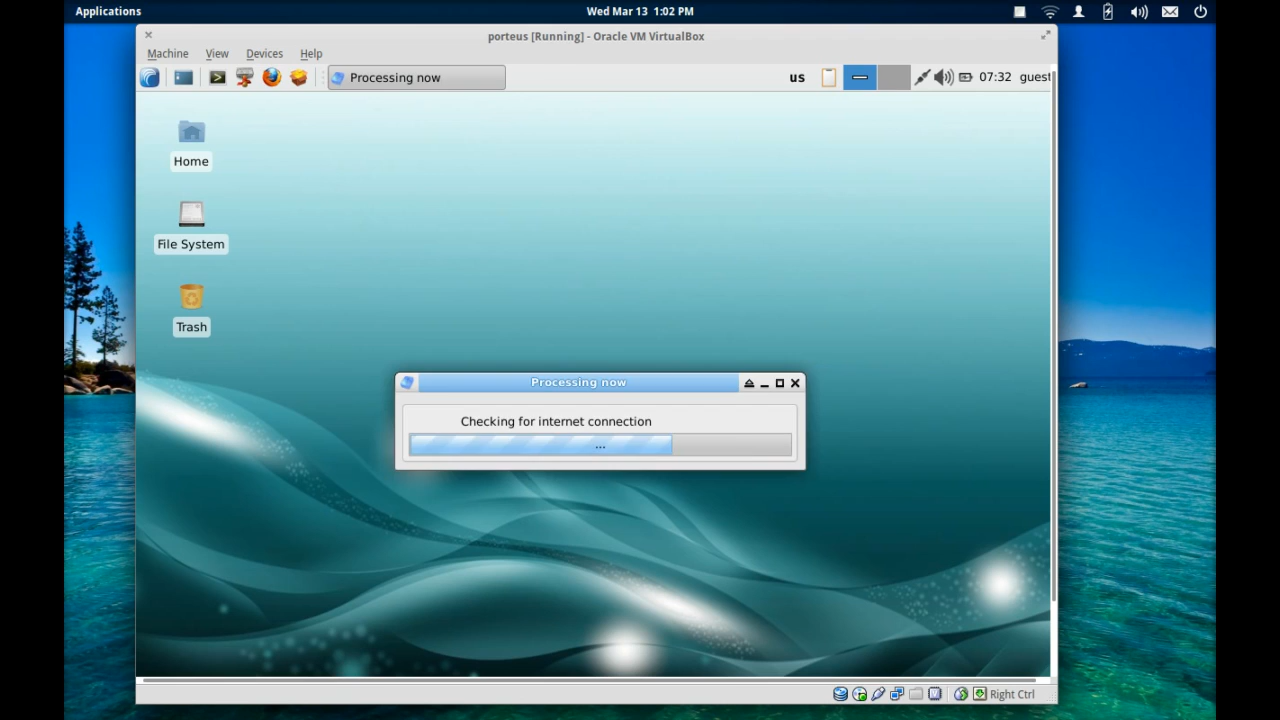 Applications
Wed Mar 13 1:02 PM
porteus [Running] - Oracle VM VirtualBox
Machine View Devices Help
Processing now
us
07:32 guest
Home
File System
Trash
Processing now
Checking for internet connection
...
Right Ctrl